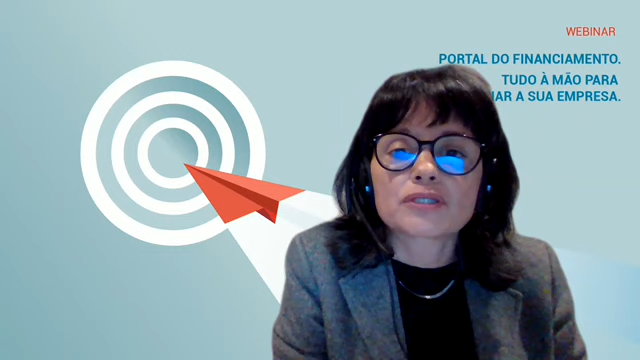 WEBINAR
PORTAL DO FINANCIAMENTO.
TUDO À MÃO PARA
A SUA EMPRESA.